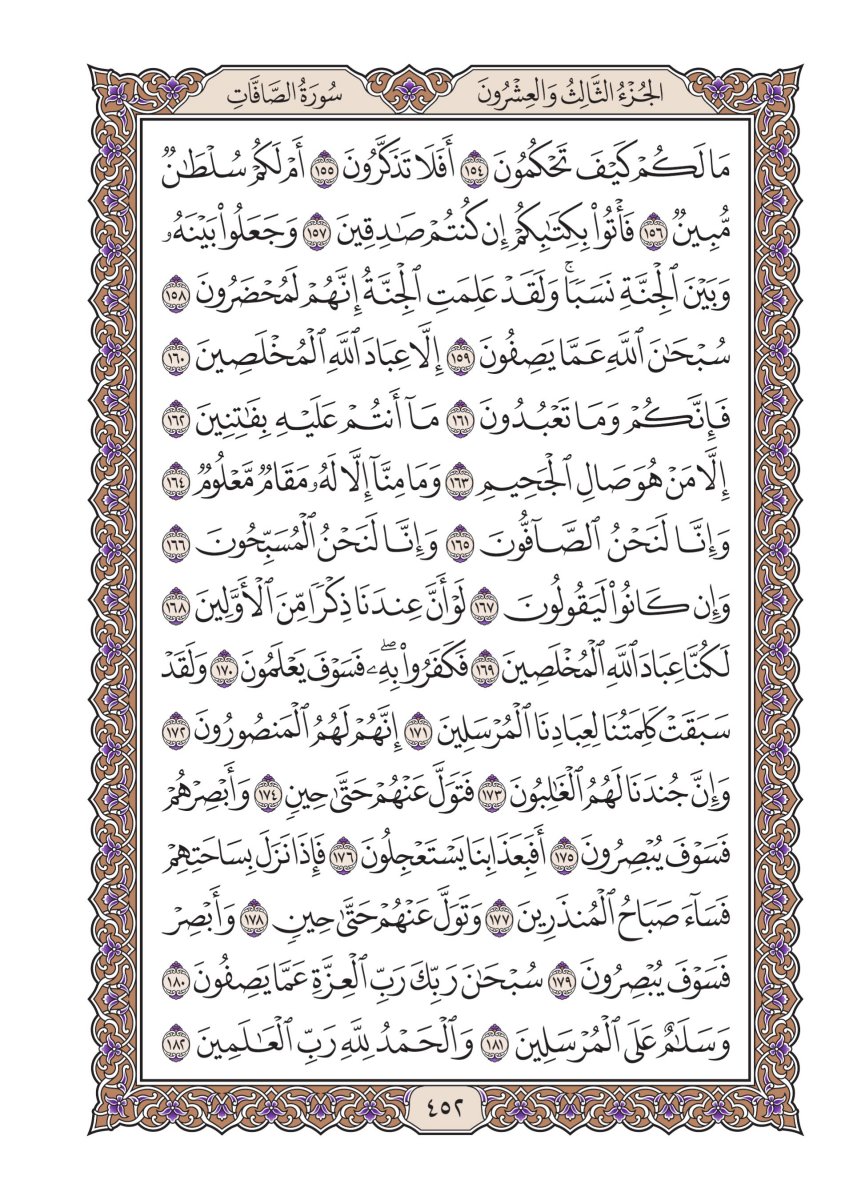 الجُزْءُ الثَّالِثُ وَالعِشْرُونَ
سُورَةُ الصَّافَّاتِ
مَا لَكُمْ كَيْفَ تَحْكُمُونَ ١٥٤ أَفَلَا تَذَكَّرُونَ ١٥٥ أَمْ لَكُمْ سُلْطَٰنٌ
مُّبِينٌ ١٥٦ فَأْتُوا۟ بِكِتَٰبِكُمْ إِن كُنتُمْ صَٰدِقِينَ ١٥٧ وَجَعَلُوا۟ بَيْنَهُۥ
وَبَيْنَ ٱلْجِنَّةِ نَسَبًا ۚ وَلَقَدْ عَلِمَتِ ٱلْجِنَّةُ إِنَّهُمْ لَمُحْضَرُونَ ١٥٨
سُبْحَٰنَ ٱللَّهِ عَمَّا يَصِفُونَ ١٥٩ إِلَّا عِبَادَ ٱللَّهِ ٱلْمُخْلَصِينَ ١٦٠
فَإِنَّكُمْ وَمَا تَعْبُدُونَ ١٦١ مَآ أَنتُمْ عَلَيْهِ بِفَٰتِنِينَ ١٦٢
إِلَّا مَنْ هُوَ صَالِ ٱلْجَحِيمِ ١٦٣ وَمَا مِنَّآ إِلَّا لَهُۥ مَقَامٌ مَّعْلُومٌ ١٦٤
وَإِنَّا لَنَحْنُ ٱلصَّآفُّونَ ١٦٥ وَإِنَّا لَنَحْنُ ٱلْمُسَبِّحُونَ ١٦٦
وَإِن كَانُوا۟ لَيَقُولُونَ ١٦٧ لَوْ أَنَّ عِندَنَا ذِكْرًا مِّنَ ٱلْأَوَّلِينَ ١٦٨
لَكُنَّا عِبَادَ ٱللَّهِ ٱلْمُخْلَصِينَ ١٦٩ فَكَفَرُوا۟ بِهِۦ ۖ فَسَوْفَ يَعْلَمُونَ ١٧٠ وَلَقَدْ
سَبَقَتْ كَلِمَتُنَا لِعِبَادِنَا ٱلْمُرْسَلِينَ ١٧١ إِنَّهُمْ لَهُمُ ٱلْمَنصُورُونَ ١٧٢
وَإِنَّ جُندَنَا لَهُمُ ٱلْغَٰلِبُونَ ١٧٣ فَتَوَلَّ عَنْهُمْ حَتَّىٰ حِينٍ ١٧٤ وَأَبْصِرْهُمْ
فَسَوْفَ يُبْصِرُونَ ١٧٥ أَفَبِعَذَابِنَا يَسْتَعْجِلُونَ ١٧٦ فَإِذَا نَزَلَ بِسَاحَتِهِمْ
فَسَآءَ صَبَاحُ ٱلْمُنذَرِينَ ١٧٧ وَتَوَلَّ عَنْهُمْ حَتَّىٰ حِينٍ ١٧٨ وَأَبْصِرْ
فَسَوْفَ يُبْصِرُونَ ١٧٩ سُبْحَٰنَ رَبِّكَ رَبِّ ٱلْعِزَّةِ عَمَّا يَصِفُونَ ١٨٠
وَسَلَٰمٌ عَلَى ٱلْمُرْسَلِينَ ١٨١ وَٱلْحَمْدُ لِلَّهِ رَبِّ ٱلْعَٰلَمِينَ ١٨٢
٤٥٢